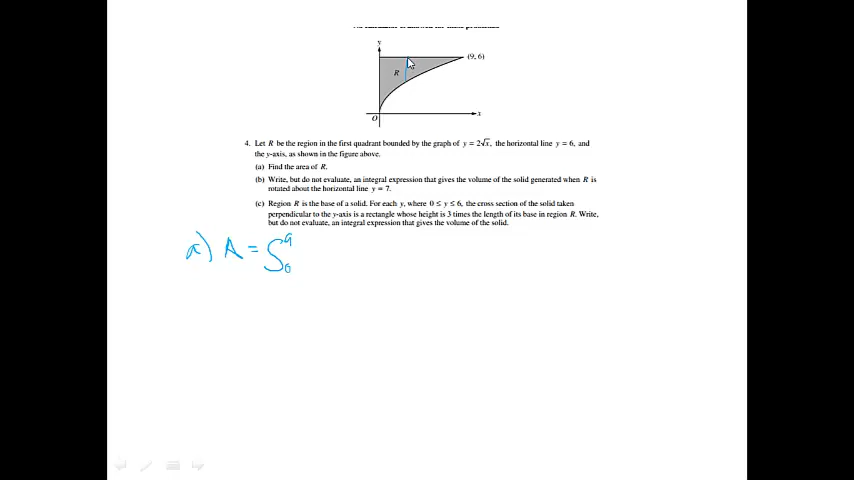 y
(9, 6)
R
O
x
4. Let R be the region in the first quadrant bounded by the graph of y = 2√x, the horizontal line y = 6, and
the y-axis, as shown in the figure above.
(a) Find the area of R.
(b) Write, but do not evaluate, an integral expression that gives the volume of the solid generated when R is
rotated about the horizontal line y = 7.
(c) Region R is the base of a solid. For each y, where 0 ≤ y ≤ 6, the cross section of the solid taken
perpendicular to the y-axis is a rectangle whose height is 3 times the length of its base in region R. Write,
but do not evaluate, an integral expression that gives the volume of the solid.
a) A = ∫₀⁹